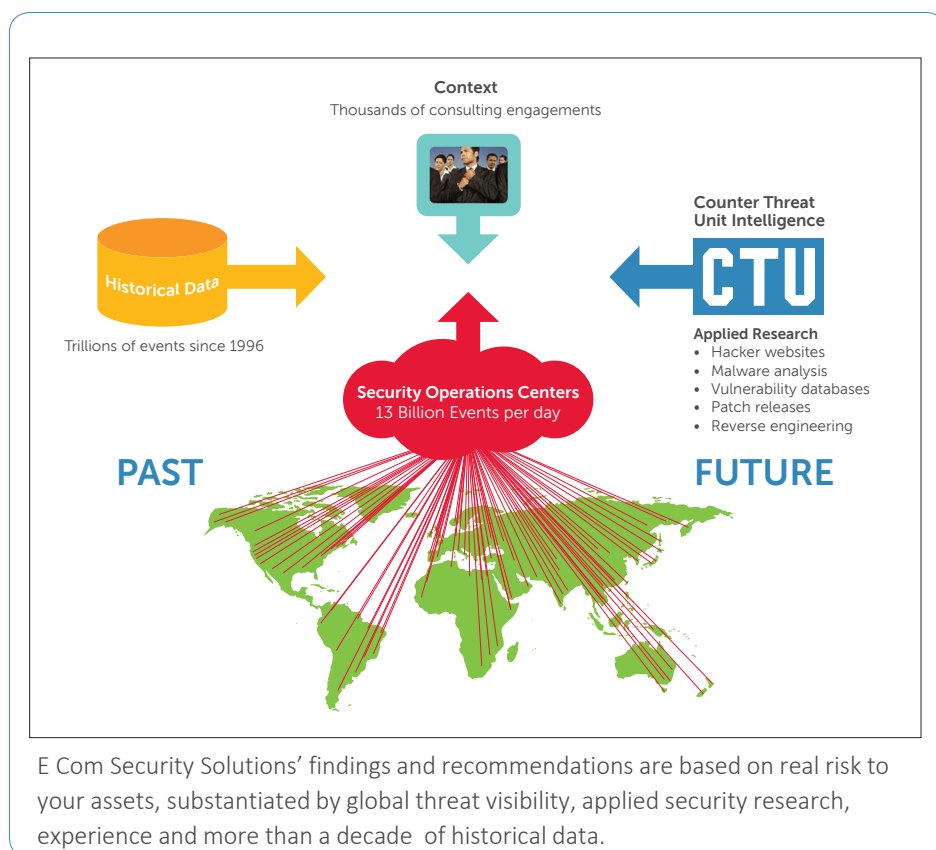 Context
Thousands of consulting engagements
Counter Threat
Unit Intelligence
CTU
Historical Data
Trillions of events since 1996
Applied Research
• Hacker websites
• Malware analysis
• Vulnerability databases
• Patch releases
• Reverse engineering
Security Operations Centers
13 Billion Events per day
PAST
FUTURE
E Com Security Solutions’ findings and recommendations are based on real risk to
your assets, substantiated by global threat visibility, applied security research,
experience and more than a decade of historical data.